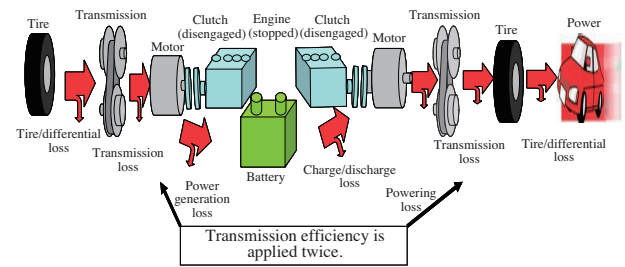 Tire
Transmission
Motor
Clutch
(disengaged)
Engine
(stopped)
Clutch
(disengaged)
Motor
Transmission
Tire
Power
Tire/differential
loss
Transmission
loss
Power
generation
loss
Battery
Charge/discharge
loss
Powering
loss
Transmission
loss
Tire/differential
loss
Transmission efficiency is
applied twice.